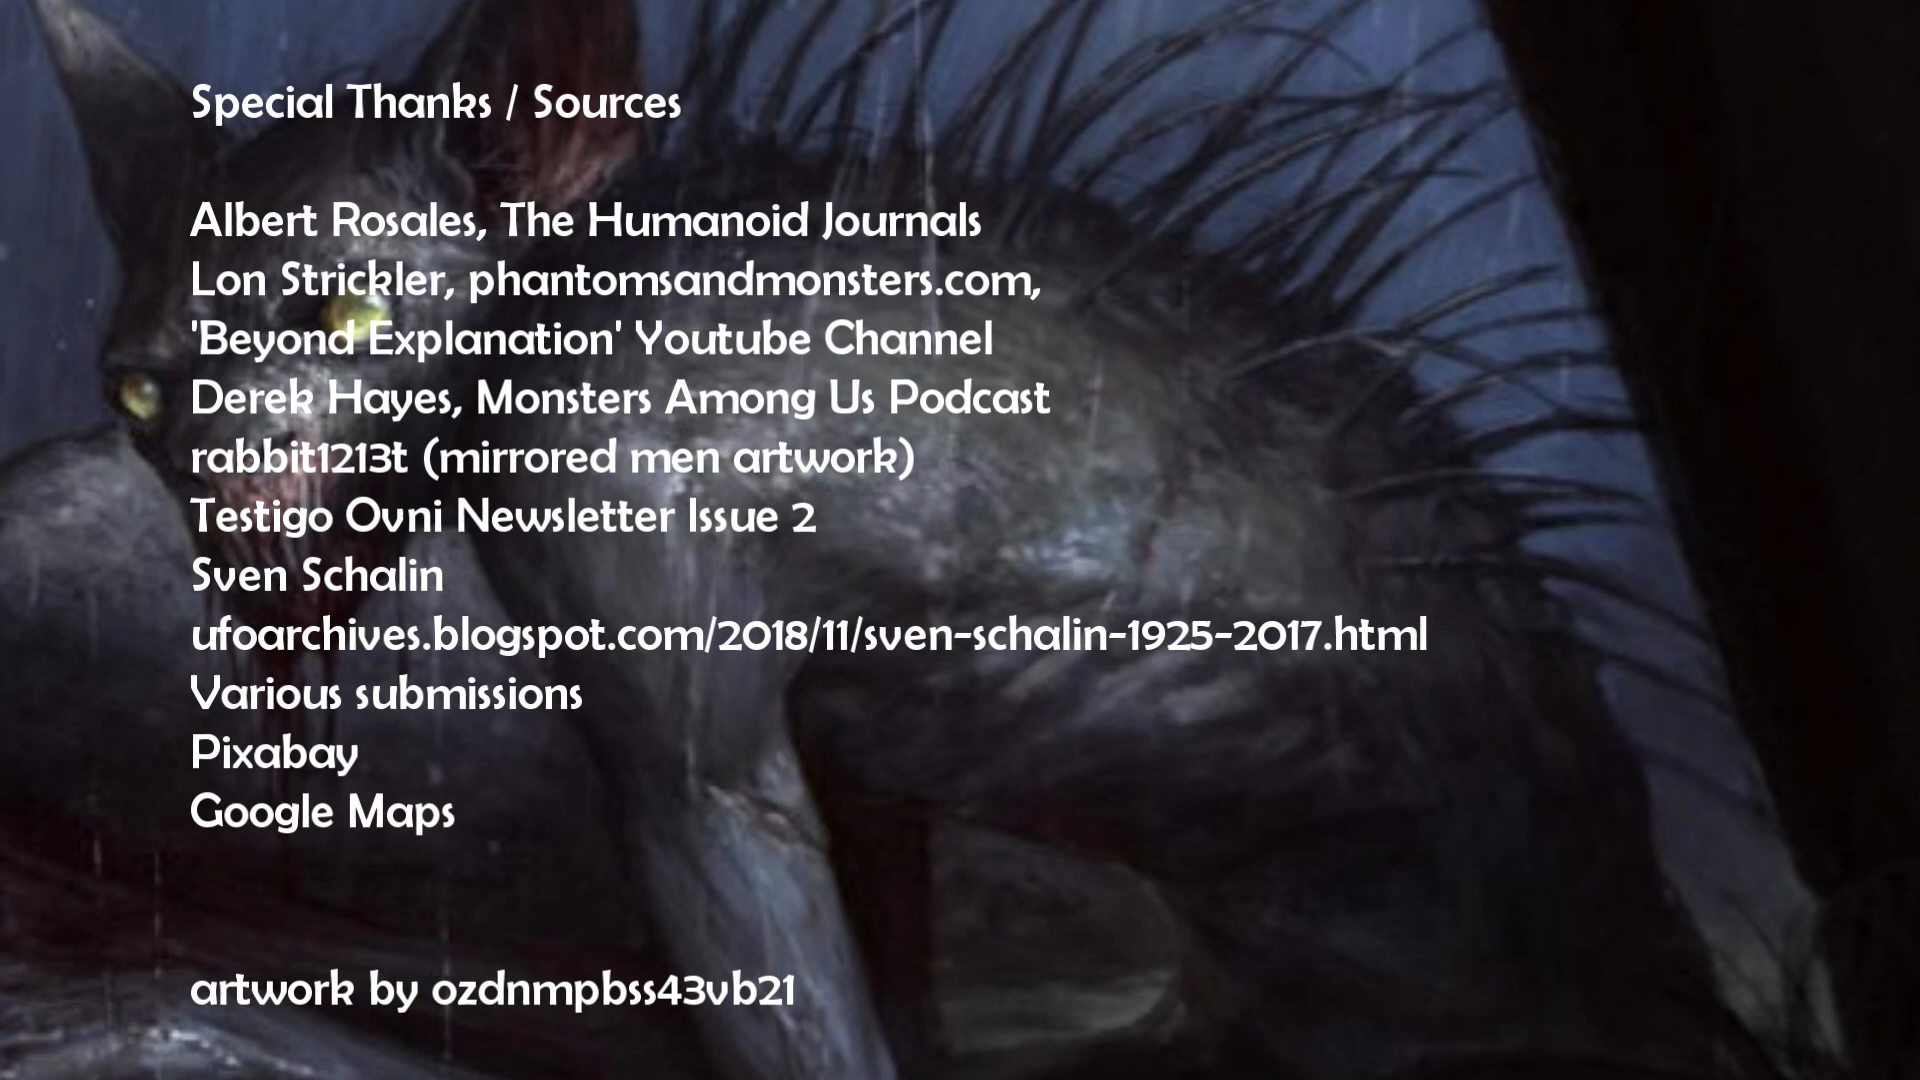 Special Thanks / Sources
Albert Rosales, The Humanoid Journals
Lon Strickler, phantomsandmonsters.com,
'Beyond Explanation' Youtube Channel
Derek Hayes, Monsters Among Us Podcast
rabbit1213t (mirrored men artwork)
Testigo Ovni Newsletter Issue 2
Sven Schalin
ufoarchives.blogspot.com/2018/11/sven-schalin-1925-2017.html
Various submissions
Pixabay
Google Maps
artwork by ozdnmpbss43vb21